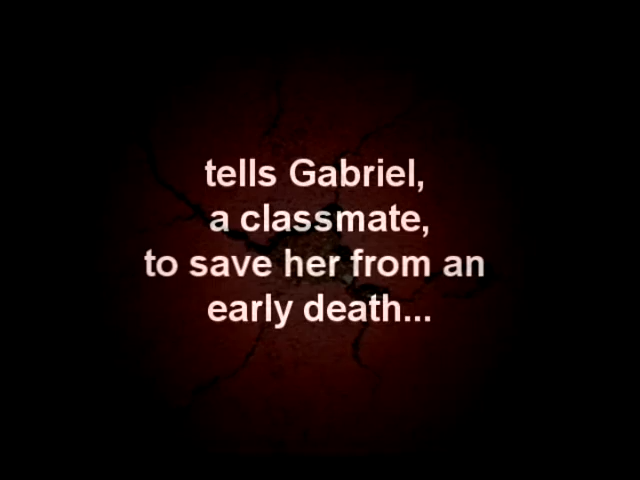 tells Gabriel,
a classmate,
to save her from an
early death...